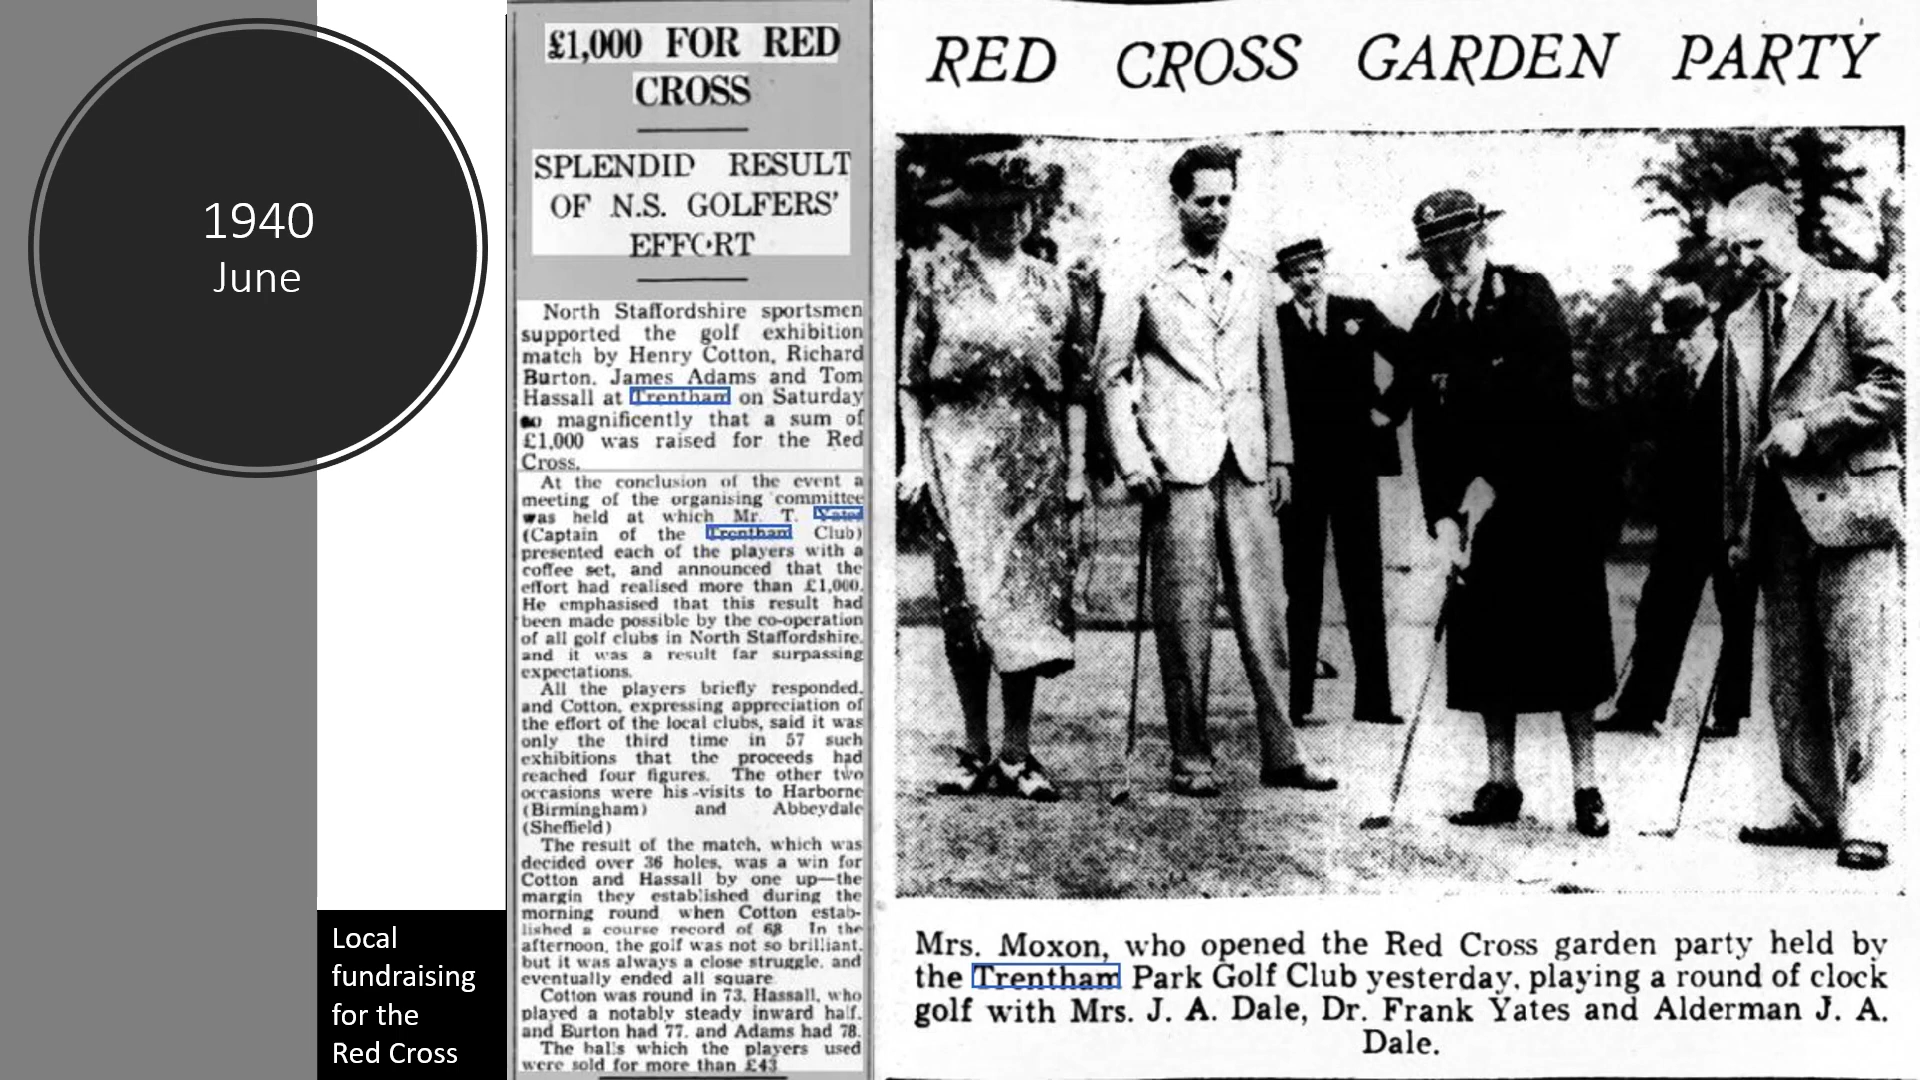 1940
June
Local
fundraising
for the
Red Cross
£1,000 FOR RED
CROSS
SPLENDID RESULT
OF N.S. GOLFERS'
EFFORT
North Staffordshire sportsmen
supported the golf exhibition
match by Henry Cotton, Richard
Burton, James Adams and Tom
Hassall at Trentham on Saturday
so magnificently that a sum of
£1,000 was raised for the Red
Cross.
At the conclusion of the event a
meeting of the organising committee
was held at which Mr. T. Yates
(Captain of the Trentham Club)
presented each of the players with a
coffee set, and announced that the
effort had realised more than £1,000.
He emphasised that this result had
been made possible by the co-operation
of all golf clubs in North Staffordshire,
and it was a result far surpassing
expectations.
All the players briefly responded,
and Cotton, expressing appreciation of
the effort of the local clubs, said it was
only the third time in 57 such
exhibitions that the proceeds had
reached four figures. The other two
occasions were his visits to Harborne
(Birmingham) and Abbeydale
(Sheffield)
The result of the match, which was
decided over 36 holes, was a win for
Cotton and Hassall by one up—the
margin they established during the
morning round when Cotton estab-
lished a course record of 68 In the
afternoon, the golf was not so brilliant,
but it was always a close struggle, and
eventually ended all square
Cotton was round in 73, Hassall, who
played a notably steady inward half,
and Burton had 77, and Adams had 78.
The balls which the players used
were sold for more than £43
RED CROSS GARDEN PARTY
Mrs. Moxon, who opened the Red Cross garden party held by
the Trentham Park Golf Club yesterday, playing a round of clock
golf with Mrs. J. A. Dale, Dr. Frank Yates and Alderman J. A.
Dale.